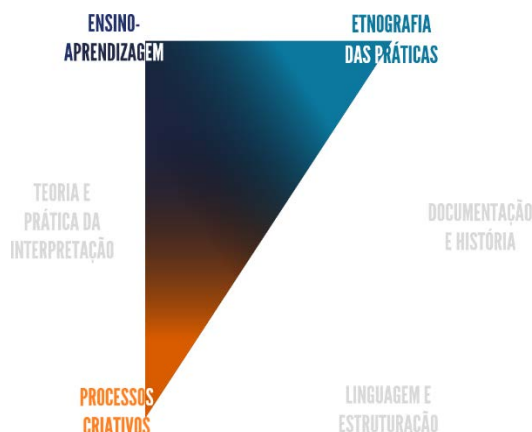 ENSINO-
APRENDIZAGEM
ETNOGRAFIA
DAS PRÁTICAS
TEORIA E
PRÁTICA DA
INTERPRETAÇÃO
DOCUMENTAÇÃO
E HISTÓRIA
PROCESSOS
CRIATIVOS
LINGUAGEM E
ESTRUTURAÇÃO